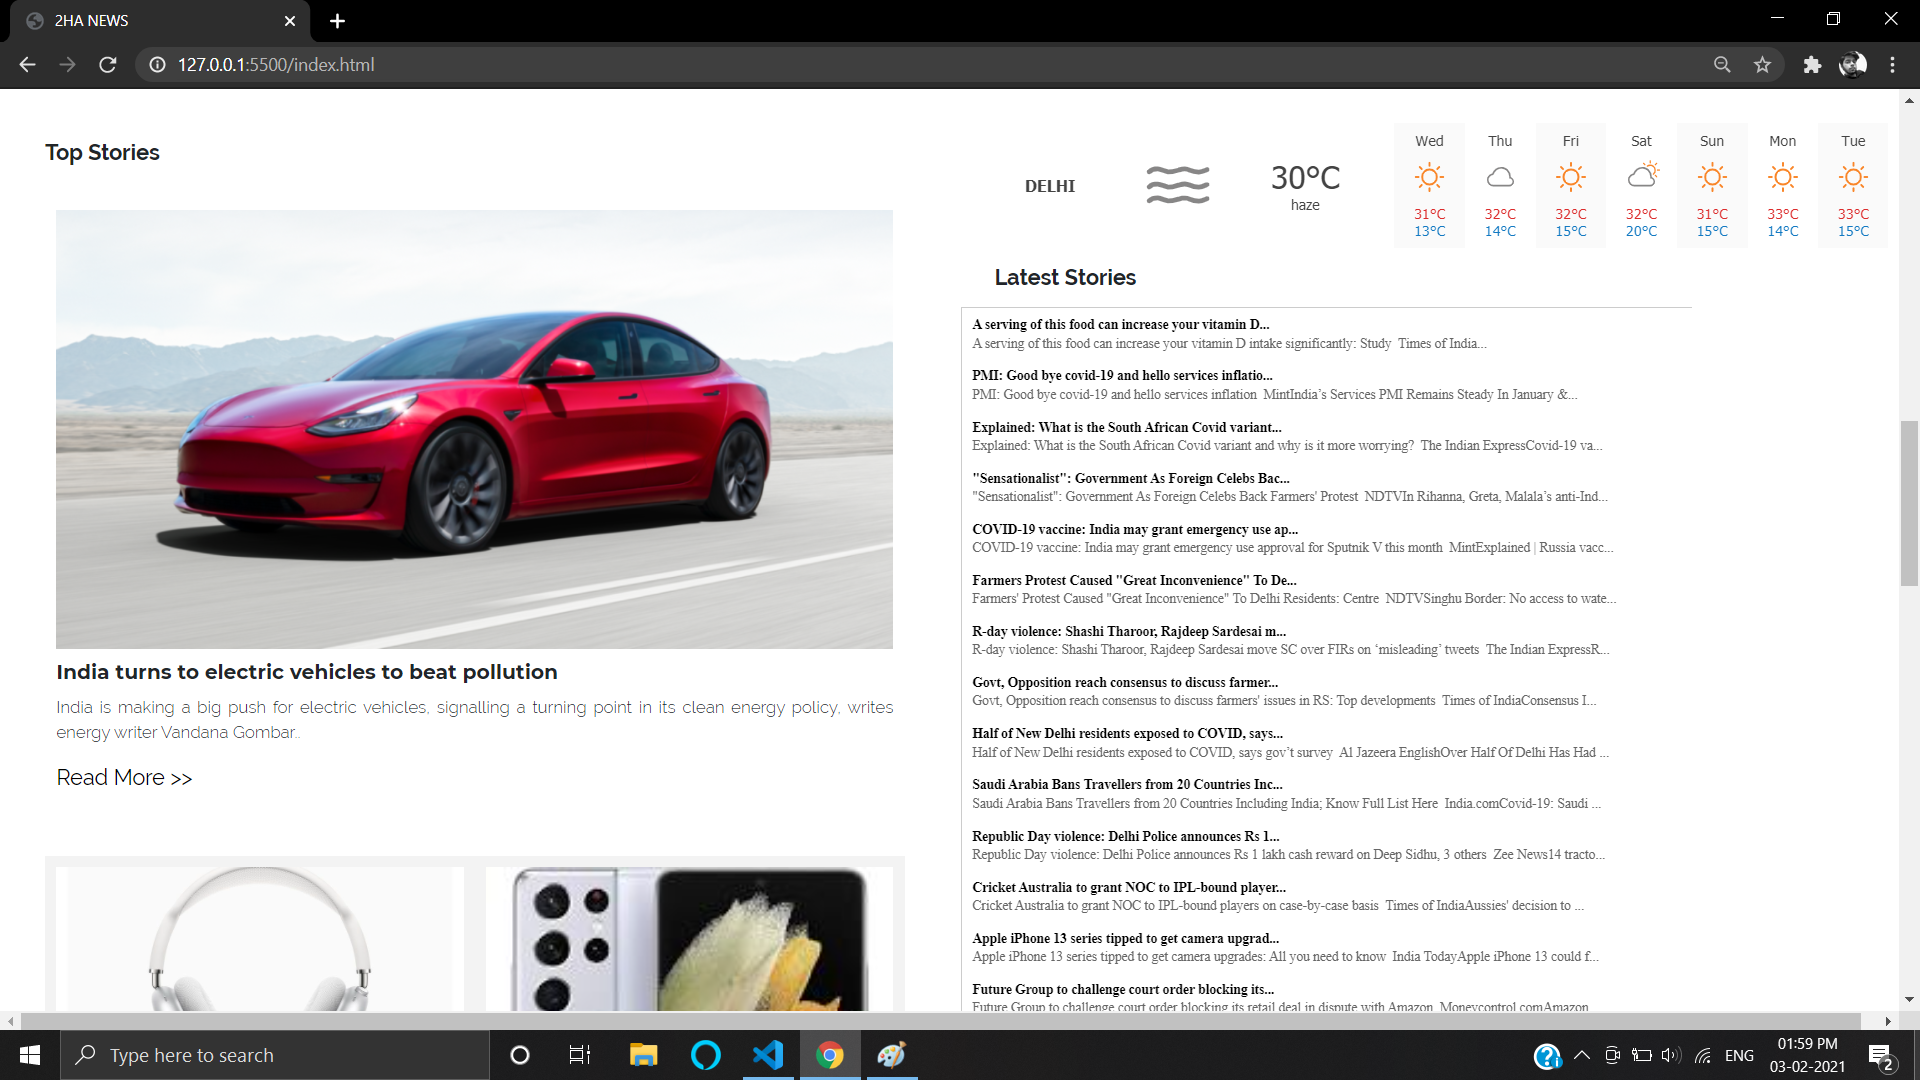 2HA NEWS
127.0.0.1:5500/index.html
Top Stories
India turns to electric vehicles to beat pollution
India is making a big push for electric vehicles, signalling a turning point in its clean energy policy, writes
energy writer Vandana Gombar..
Read More >>
DELHI
30°C
haze
Wed Thu Fri Sat Sun Mon Tue
31°C 32°C 32°C 32°C 31°C 33°C 33°C
13°C 14°C 15°C 20°C 15°C 14°C 15°C
Latest Stories
A serving of this food can increase your vitamin D...
A serving of this food can increase your vitamin D intake significantly: Study  Times of India...
PMI: Good bye covid-19 and hello services inflatio...
PMI: Good bye covid-19 and hello services inflation  MintIndia’s Services PMI Remains Steady In January &...
Explained: What is the South African Covid variant...
Explained: What is the South African Covid variant and why is it more worrying?  The Indian ExpressCovid-19 va...
"Sensationalist": Government As Foreign Celebs Bac...
"Sensationalist": Government As Foreign Celebs Back Farmers' Protest  NDTVIn Rihanna, Greta, Malala’s anti-Ind...
COVID-19 vaccine: India may grant emergency use ap...
COVID-19 vaccine: India may grant emergency use approval for Sputnik V this month  MintExplained | Russia vacc...
Farmers Protest Caused "Great Inconvenience" To De...
Farmers' Protest Caused "Great Inconvenience" To Delhi Residents: Centre  NDTVSinghu Border: No access to wate...
R-day violence: Shashi Tharoor, Rajdeep Sardesai m...
R-day violence: Shashi Tharoor, Rajdeep Sardesai move SC over FIRs on ‘misleading’ tweets  The Indian ExpressR...
Govt, Opposition reach consensus to discuss farmer...
Govt, Opposition reach consensus to discuss farmers' issues in RS: Top developments  Times of IndiaConsensus I...
Half of New Delhi residents exposed to COVID, says...
Half of New Delhi residents exposed to COVID, says gov’t survey  Al Jazeera EnglishOver Half Of Delhi Has Had ...
Saudi Arabia Bans Travellers from 20 Countries Inc...
Saudi Arabia Bans Travellers from 20 Countries Including India; Know Full List Here  India.comCovid-19: Saudi ...
Republic Day violence: Delhi Police announces Rs 1...
Republic Day violence: Delhi Police announces Rs 1 lakh cash reward on Deep Sidhu, 3 others  Zee News14 tracto...
Cricket Australia to grant NOC to IPL-bound player...
Cricket Australia to grant NOC to IPL-bound players on case-by-case basis  Times of IndiaAussies' decision to ...
Apple iPhone 13 series tipped to get camera upgrad...
Apple iPhone 13 series tipped to get camera upgrades: All you need to know  India TodayApple iPhone 13 could f...
Future Group to challenge court order blocking its...
Future Group to challenge court order blocking its retail deal in dispute with Amazon  Moneycontrol.comAmazon
Type here to search
ENG
01:59 PM
03-02-2021
2